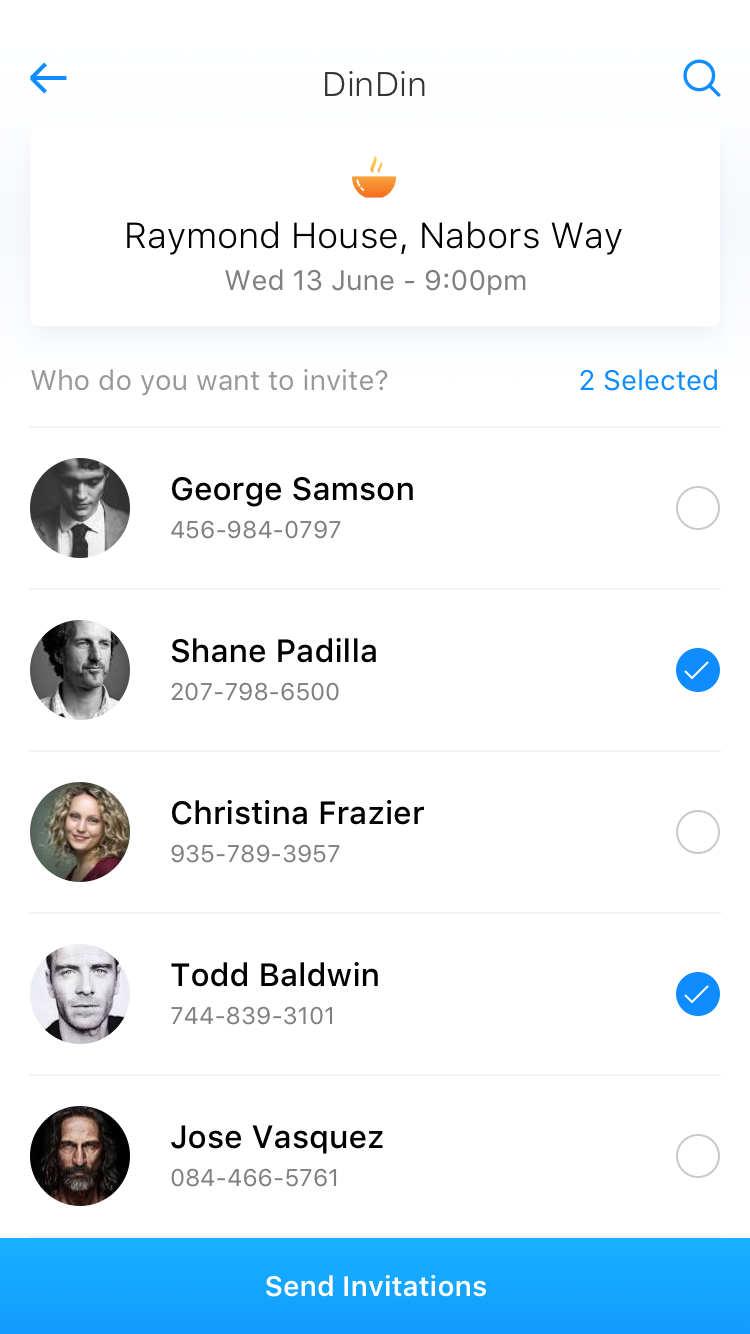 DinDin
Raymond House, Nabors Way
Wed 13 June - 9:00pm
Who do you want to invite? 2 Selected
George Samson
456-984-0797
Shane Padilla
207-798-6500
Christina Frazier
935-789-3957
Todd Baldwin
744-839-3101
Jose Vasquez
084-466-5761
Send Invitations